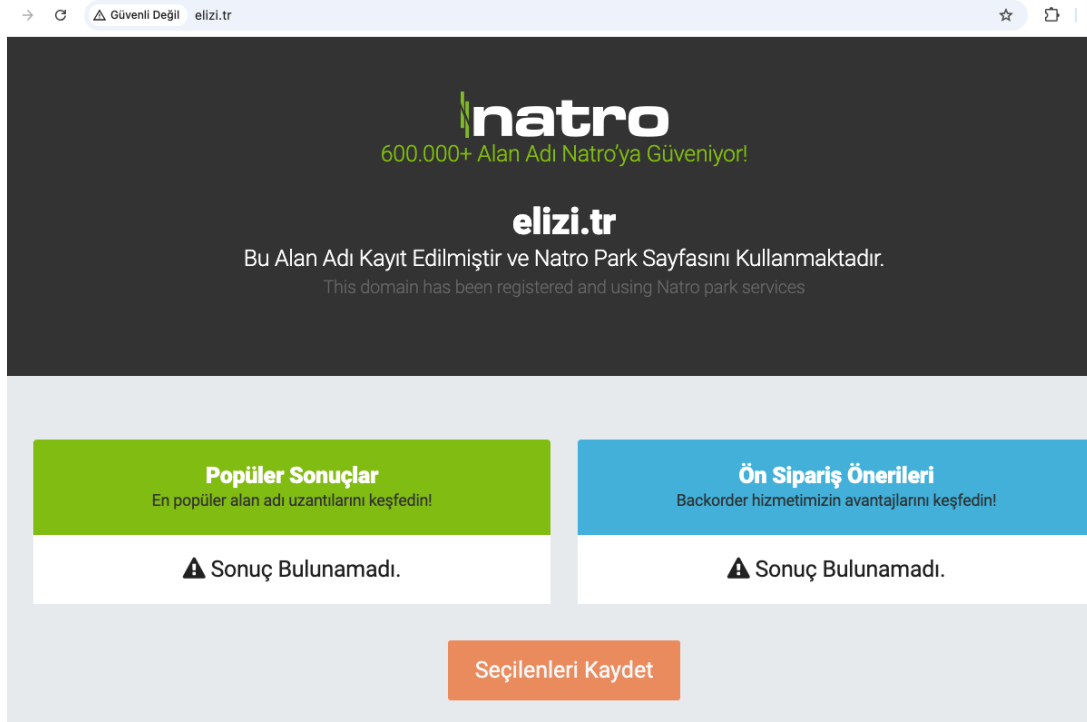 Güvenli Değil elizi.tr
natro
600.000+ Alan Adı Natro'ya Güveniyor!
elizi.tr
Bu Alan Adı Kayıt Edilmiştir ve Natro Park Sayfasını Kullanmaktadır.
This domain has been registered and using Natro park services
Popüler Sonuçlar
En popüler alan adı uzantılarını keşfedin!
Sonuç Bulunamadı.
Ön Sipariş Önerileri
Backorder hizmetimizin avantajlarını keşfedin!
Sonuç Bulunamadı.
Seçilenleri Kaydet